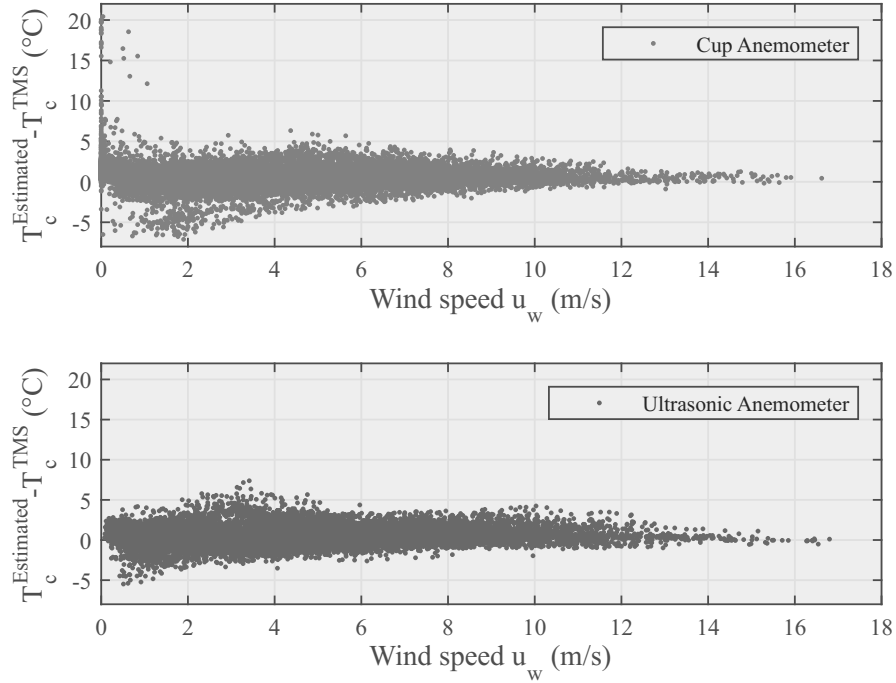 20
15
10
5
0
-5
T_c^Estimated-T_c^TMS (°C)
Cup Anemometer
0 2 4 6 8 10 12 14 16 18
Wind speed u_w (m/s)
20
15
10
5
0
-5
T_c^Estimated-T_c^TMS (°C)
Ultrasonic Anemometer
0 2 4 6 8 10 12 14 16 18
Wind speed u_w (m/s)